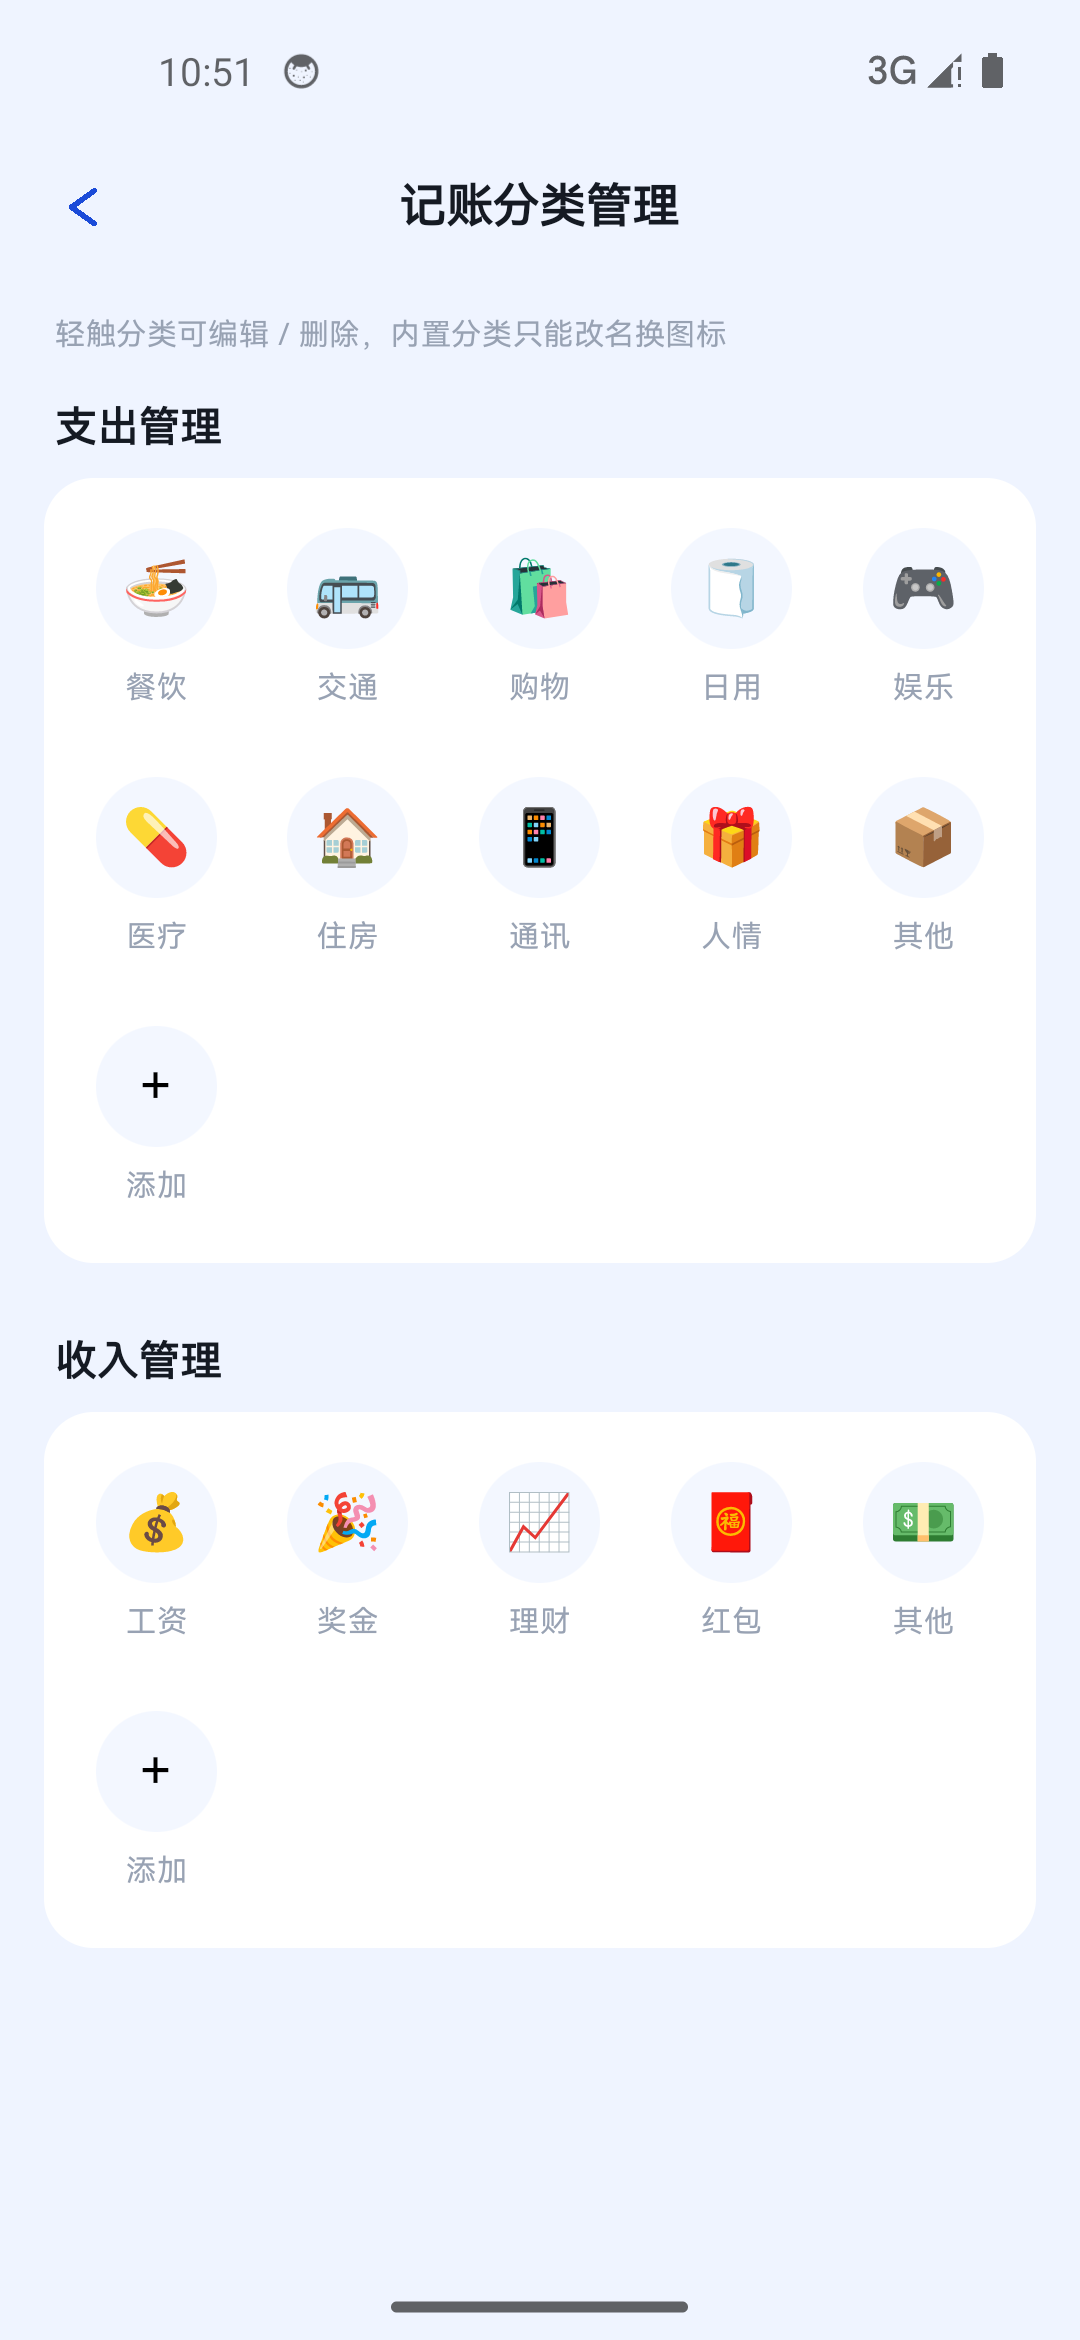 10:51
3G
记账分类管理
轻触分类可编辑 / 删除，内置分类只能改名换图标
支出管理
餐饮 交通 购物 日用 娱乐
医疗 住房 通讯 人情 其他
+
添加
收入管理
福
工资 奖金 理财 红包 其他
+
添加